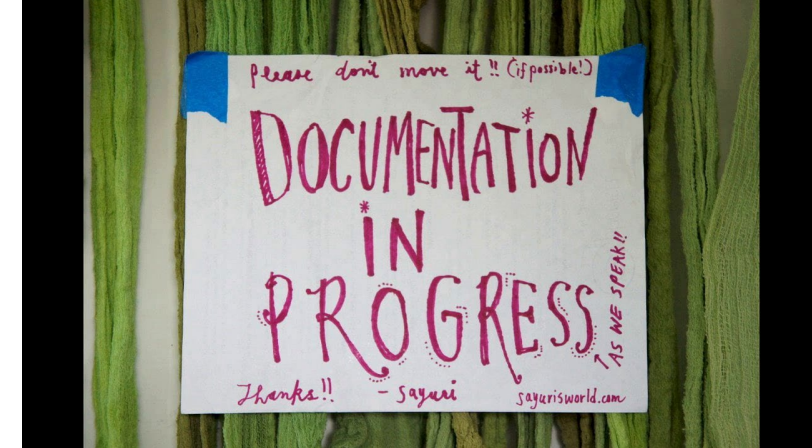 please don't move it!! (if possible!)
DOCUMENTATION
iN
PROGRESS
AS WE SPEAK!!
Thanks!! - sayuri
sayurisworld.com